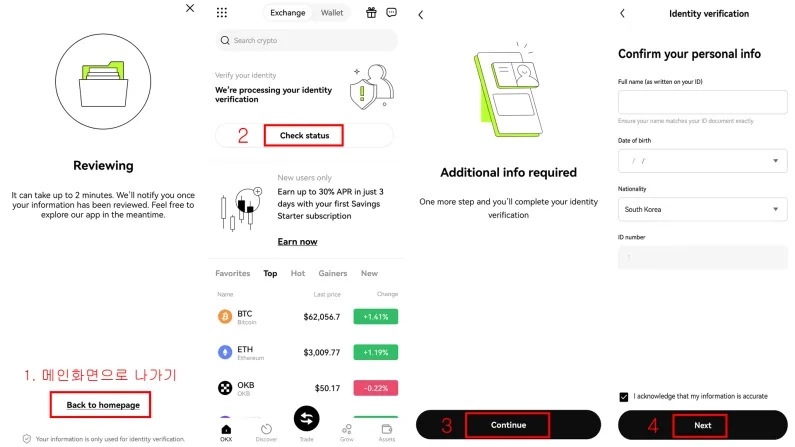 Reviewing
It can take up to 2 minutes. We'll notify you once
your information has been reviewed. Feel free to
explore our app in the meantime.
1. 메인화면으로 나가기
Back to homepage
Your information is only used for identity verification.
Exchange
Wallet
Search crypto
Verify your identity
We're processing your identity
verification
2
Check status
New users only
Earn up to 30% APR in just 3
days with your first Savings
Starter subscription
Earn now
Favorites
Top
Hot
Gainers
New
Name
Last price
Change
BTC
Bitcoin
$62,056.7
+1.41%
ETH
Ethereum
$3,009.77
+1.19%
OKB
OKB
$50.17
-0.22%
OKX
Discover
Trade
Grow
Assets
Additional info required
One more step and you'll complete your identity
verification
3
Continue
Identity verification
Confirm your personal info
Full name (as written on your ID)
Ensure your name matches your ID document exactly.
Date of birth
/ /
Nationality
South Korea
ID number
I acknowledge that my information is accurate
4
Next